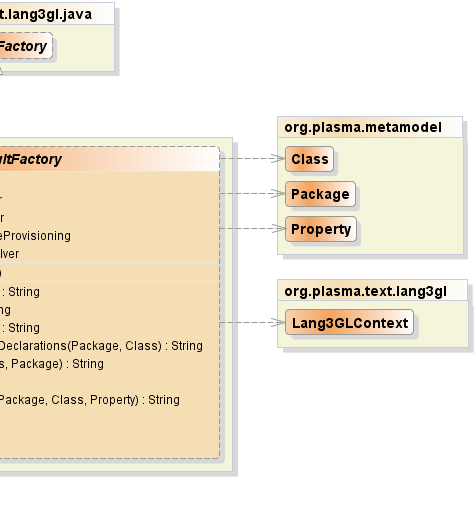 t.lang3gl.java
Factory
ultFactory
r
r
eProvisioning
lver
)
: String
ng
: String
Declarations(Package, Class) : String
s, Package) : String
Package, Class, Property) : String
org.plasma.metamodel
Class
Package
Property
org.plasma.text.lang3gl
Lang3GLContext